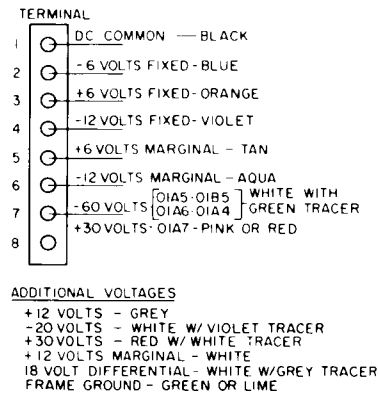 TERMINAL
1 DC COMMON — BLACK
2 -6 VOLTS FIXED-BLUE
3 +6 VOLTS FIXED-ORANGE
4 -12 VOLTS FIXED-VIOLET
5 +6 VOLTS MARGINAL - TAN
6 -12 VOLTS MARGINAL-AQUA
7 -60 VOLTS [01A5-01B5 01A6-01A4] WHITE WITH GREEN TRACER
8 +30 VOLTS-01A7-PINK OR RED
ADDITIONAL VOLTAGES
+12 VOLTS - GREY
-20 VOLTS - WHITE W/VIOLET TRACER
+30 VOLTS - RED W/WHITE TRACER
+12 VOLTS MARGINAL - WHITE
18 VOLT DIFFERENTIAL-WHITE W/GREY TRACER
FRAME GROUND - GREEN OR LIME